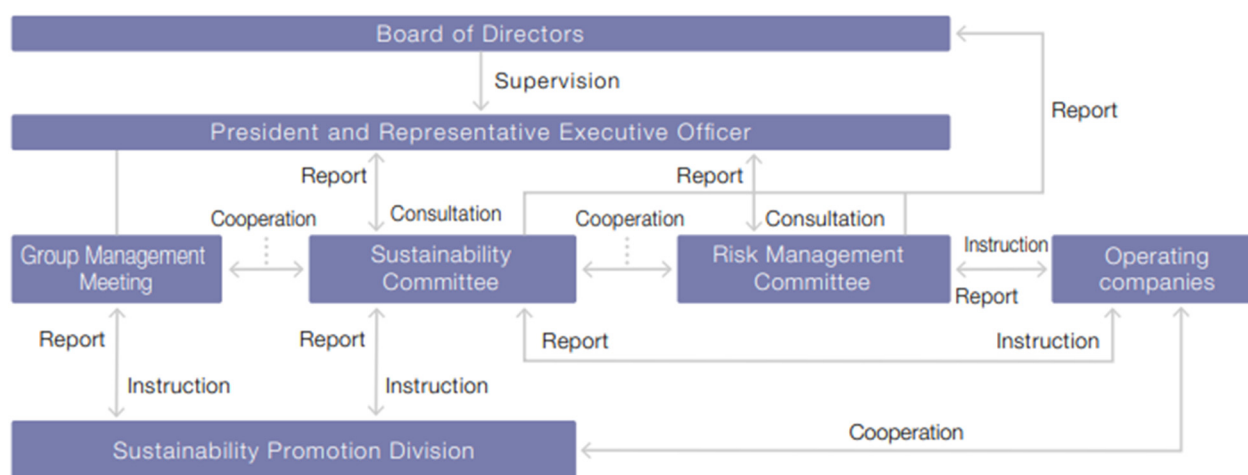 Board of Directors
Supervision
Report
President and Representative Executive Officer
Report
Report
Cooperation
Consultation
Cooperation
Consultation
Group Management
Meeting
Sustainability
Committee
Risk Management
Committee
Instruction
Report
Operating
companies
Report
Report
Report
Instruction
Instruction
Instruction
Cooperation
Sustainability Promotion Division